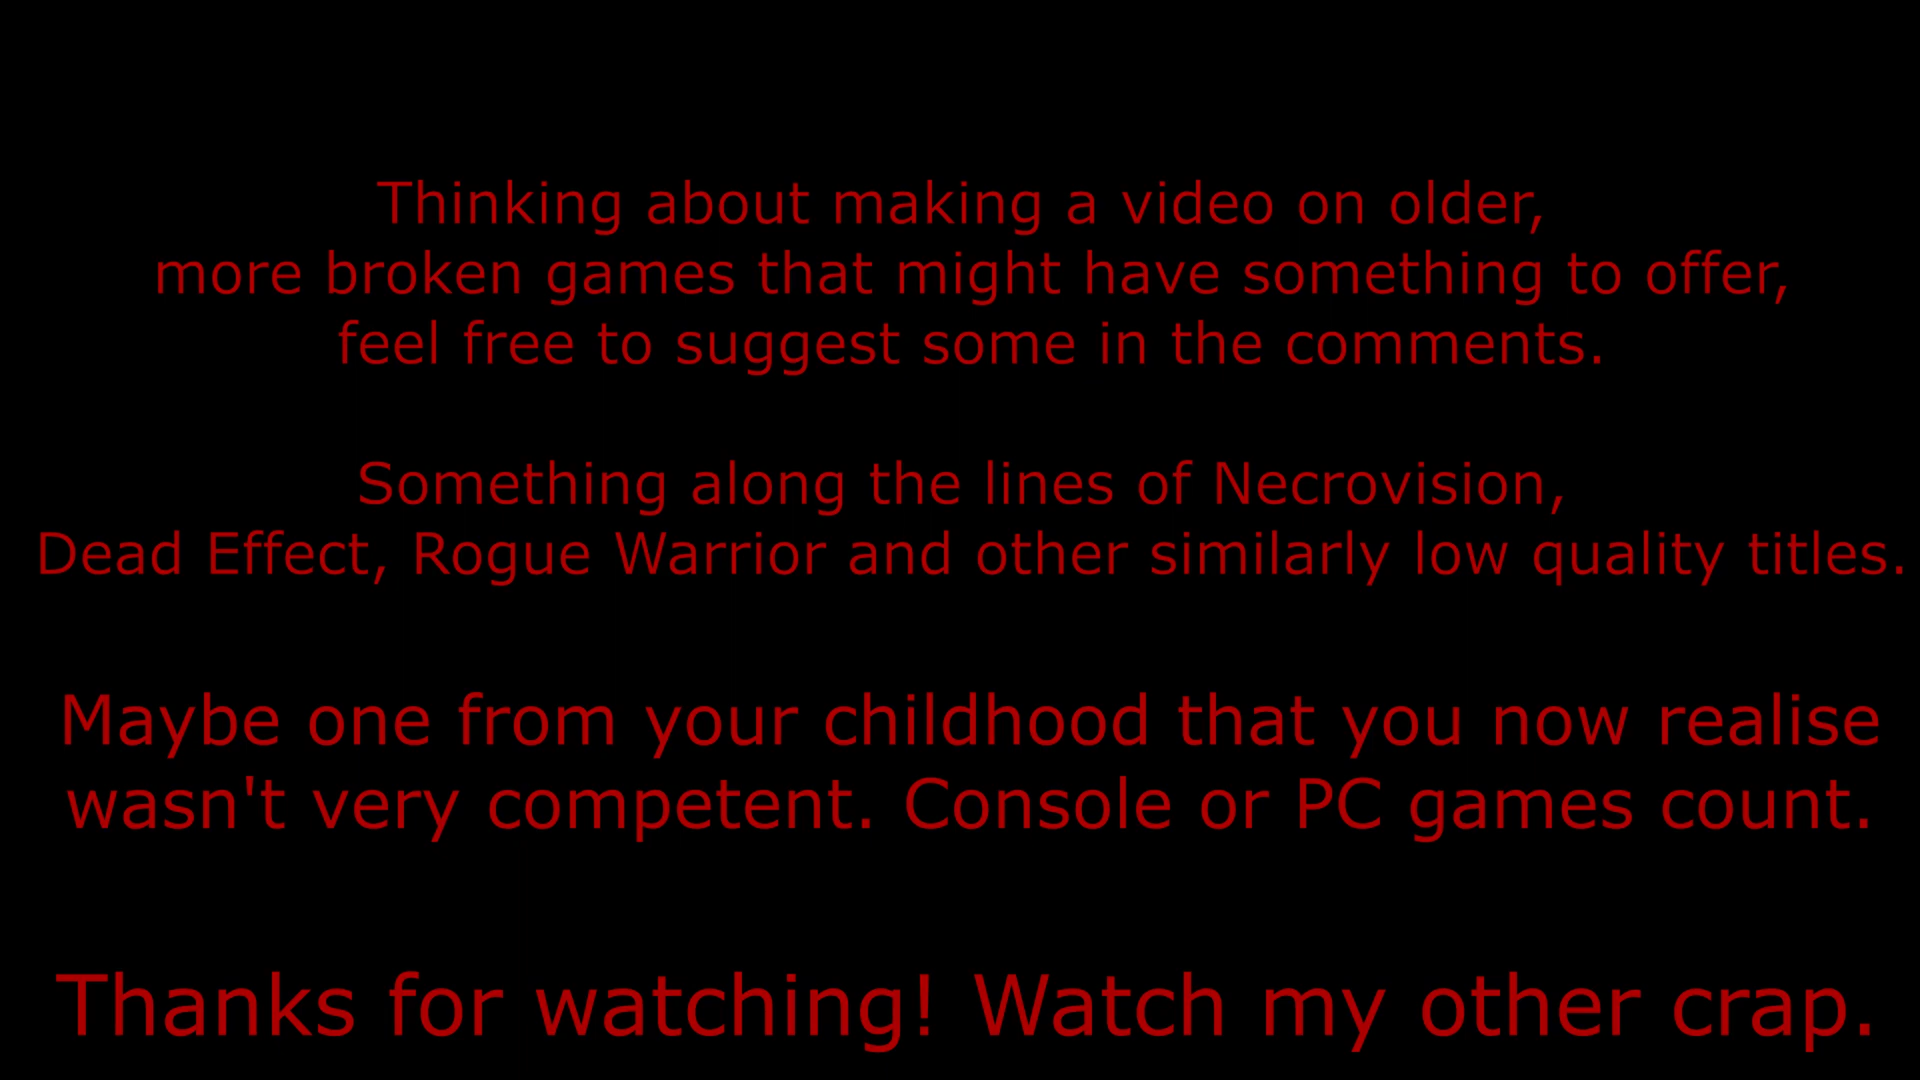 Thinking about making a video on older,
more broken games that might have something to offer,
feel free to suggest some in the comments.
Something along the lines of Necrovision,
Dead Effect, Rogue Warrior and other similarly low quality titles.
Maybe one from your childhood that you now realise
wasn't very competent. Console or PC games count.
Thanks for watching! Watch my other crap.